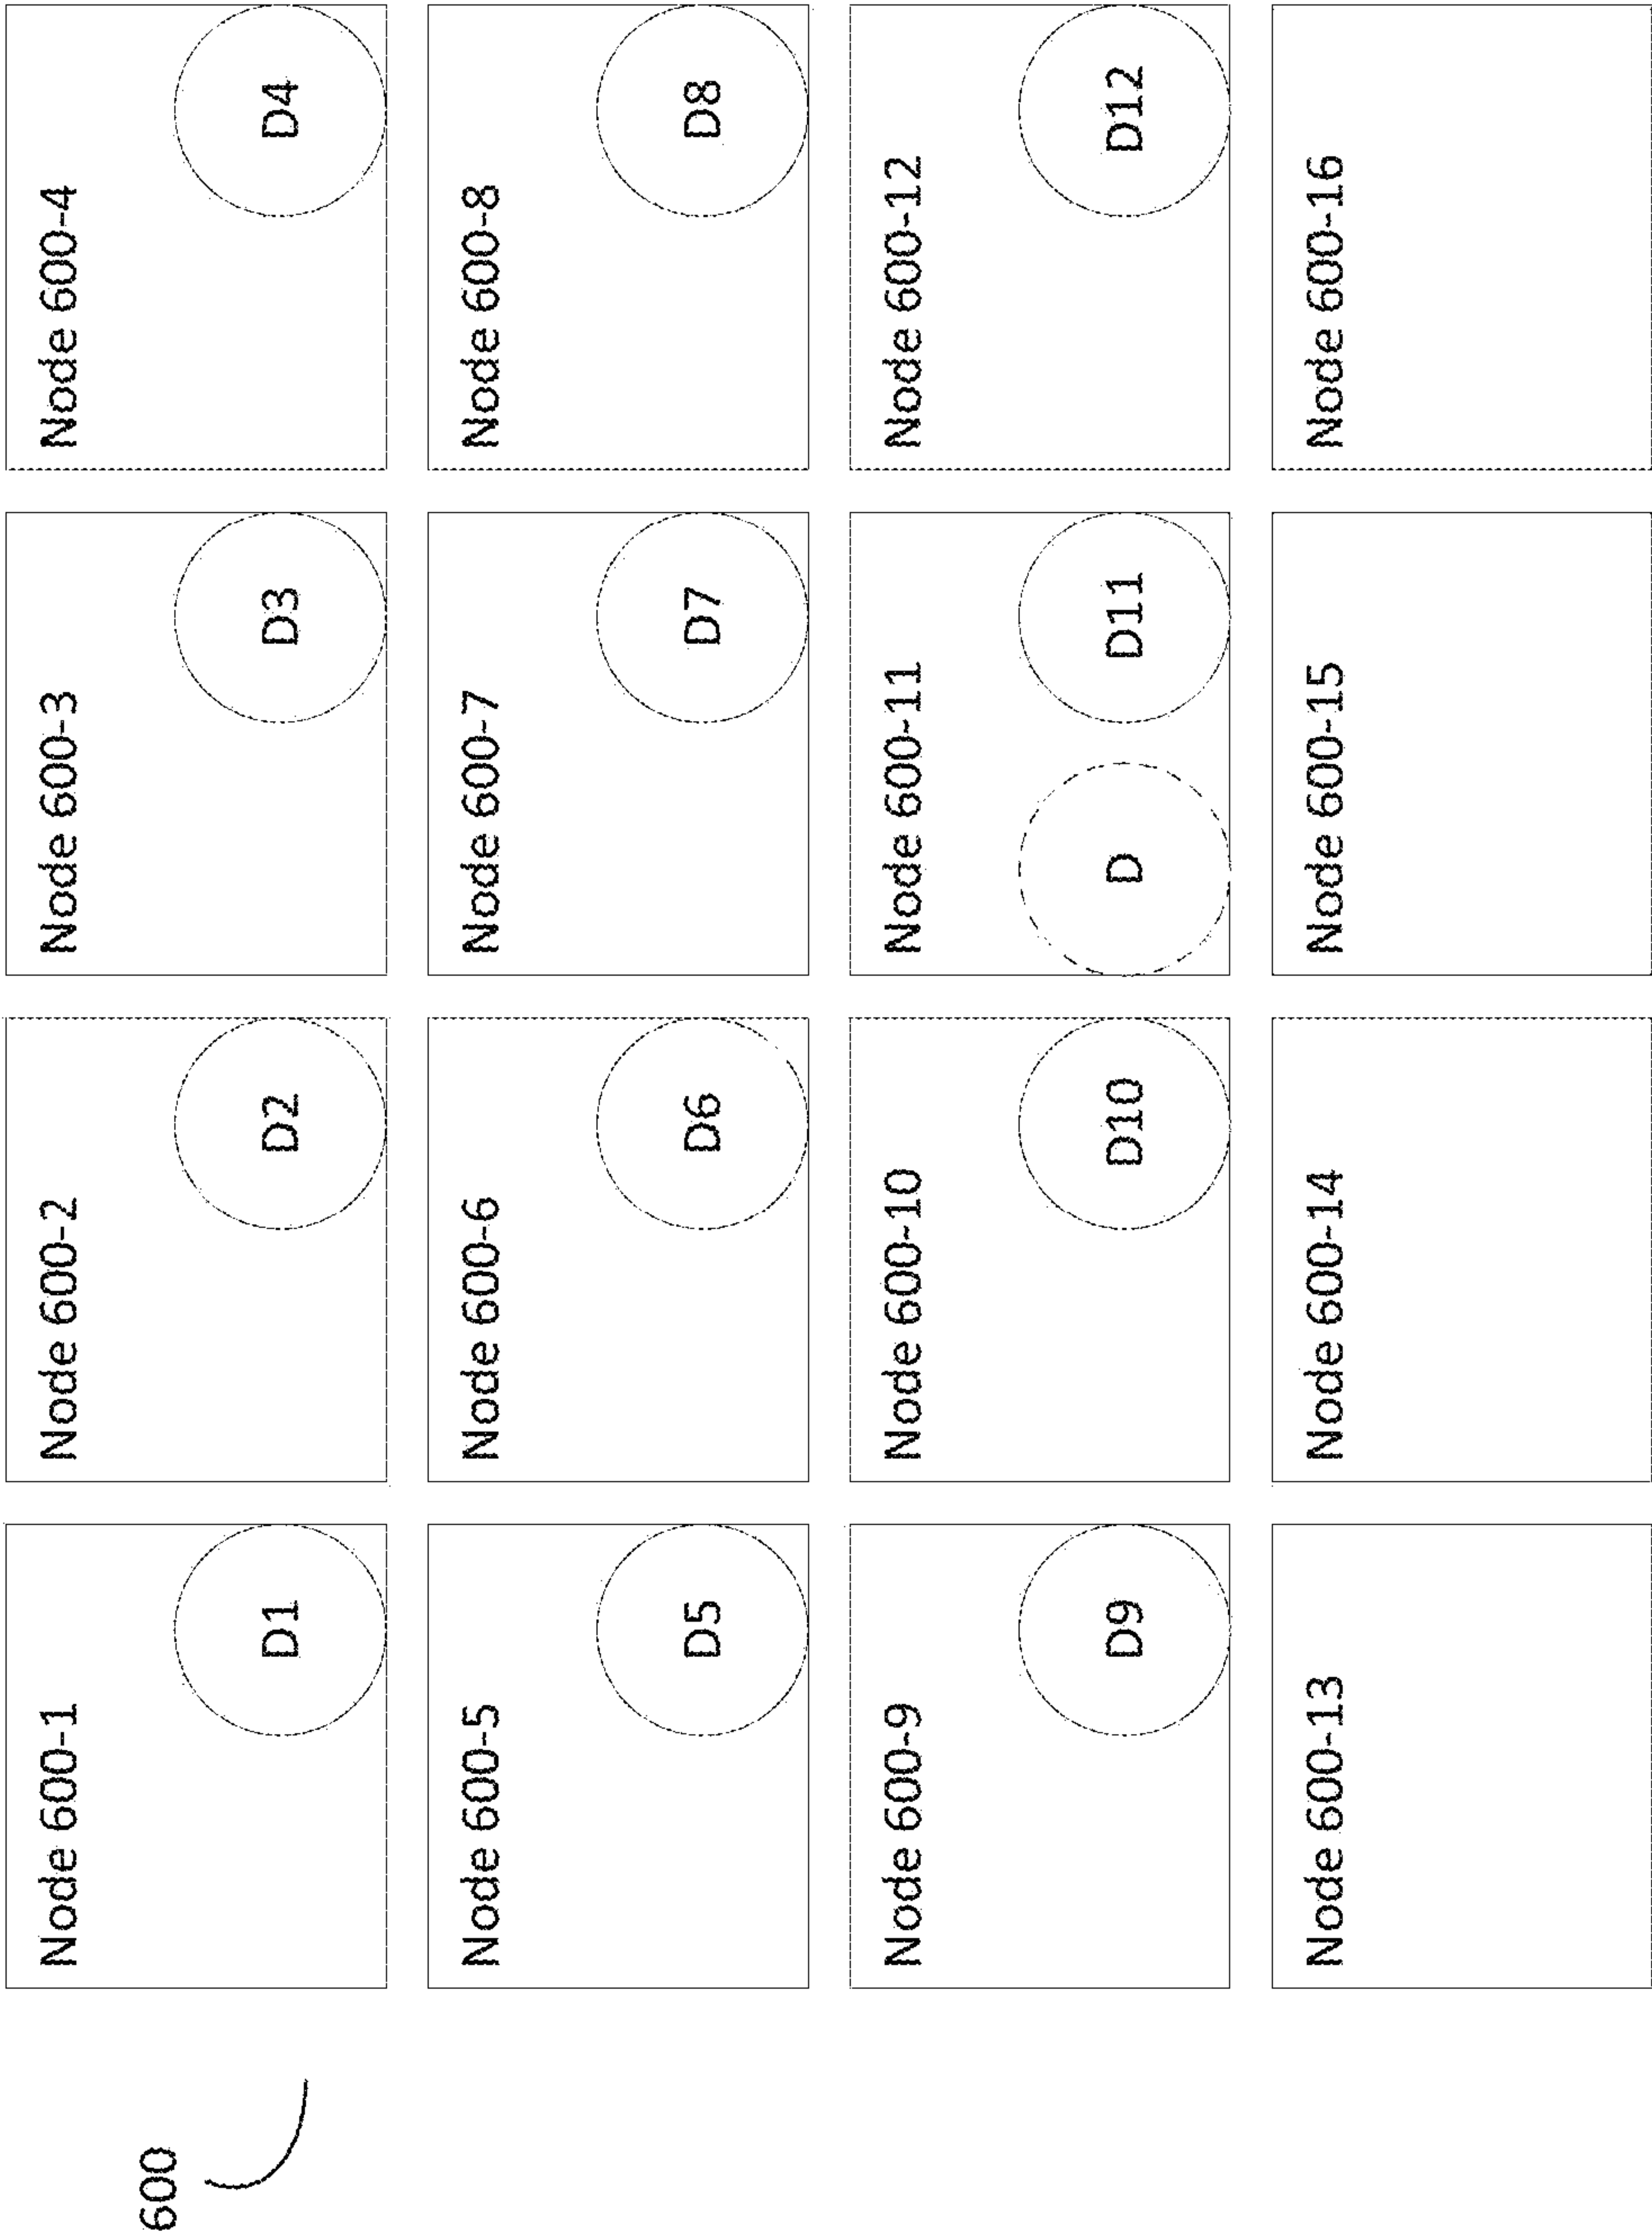 600
Node 600-1
D1
Node 600-2
D2
Node 600-3
D3
Node 600-4
D4
Node 600-5
D5
Node 600-6
D6
Node 600-7
D7
Node 600-8
D8
Node 600-9
D9
Node 600-10
D10
Node 600-11
D
D11
Node 600-12
D12
Node 600-13
Node 600-14
Node 600-15
Node 600-16